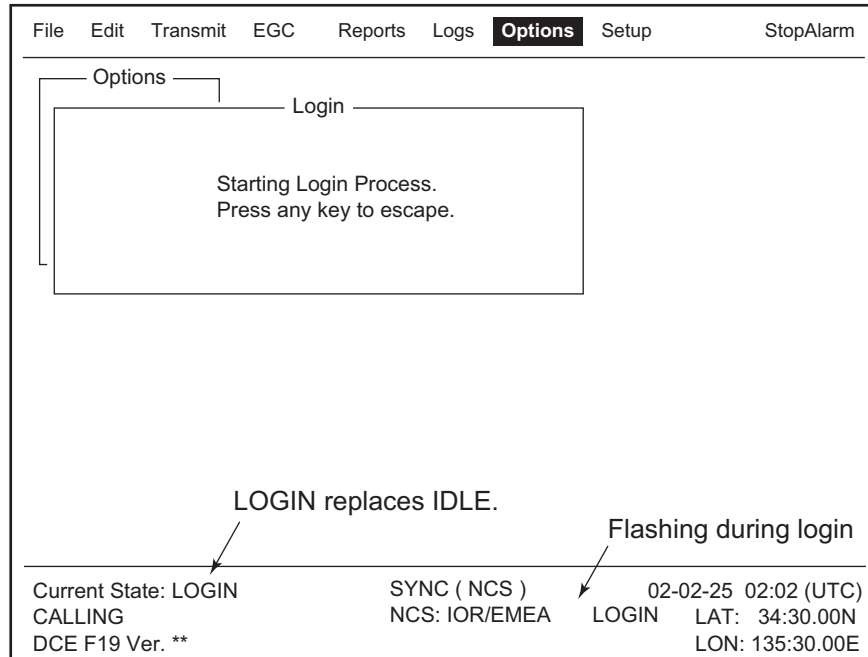 File Edit Transmit EGC Reports Logs Options Setup StopAlarm
Options
Login
Starting Login Process.
Press any key to escape.
LOGIN replaces IDLE.
Flashing during login
Current State: LOGIN SYNC ( NCS ) 02-02-25 02:02 (UTC)
CALLING NCS: IOR/EMEA LOGIN LAT: 34:30.00N
DCE F19 Ver. ** LON: 135:30.00E